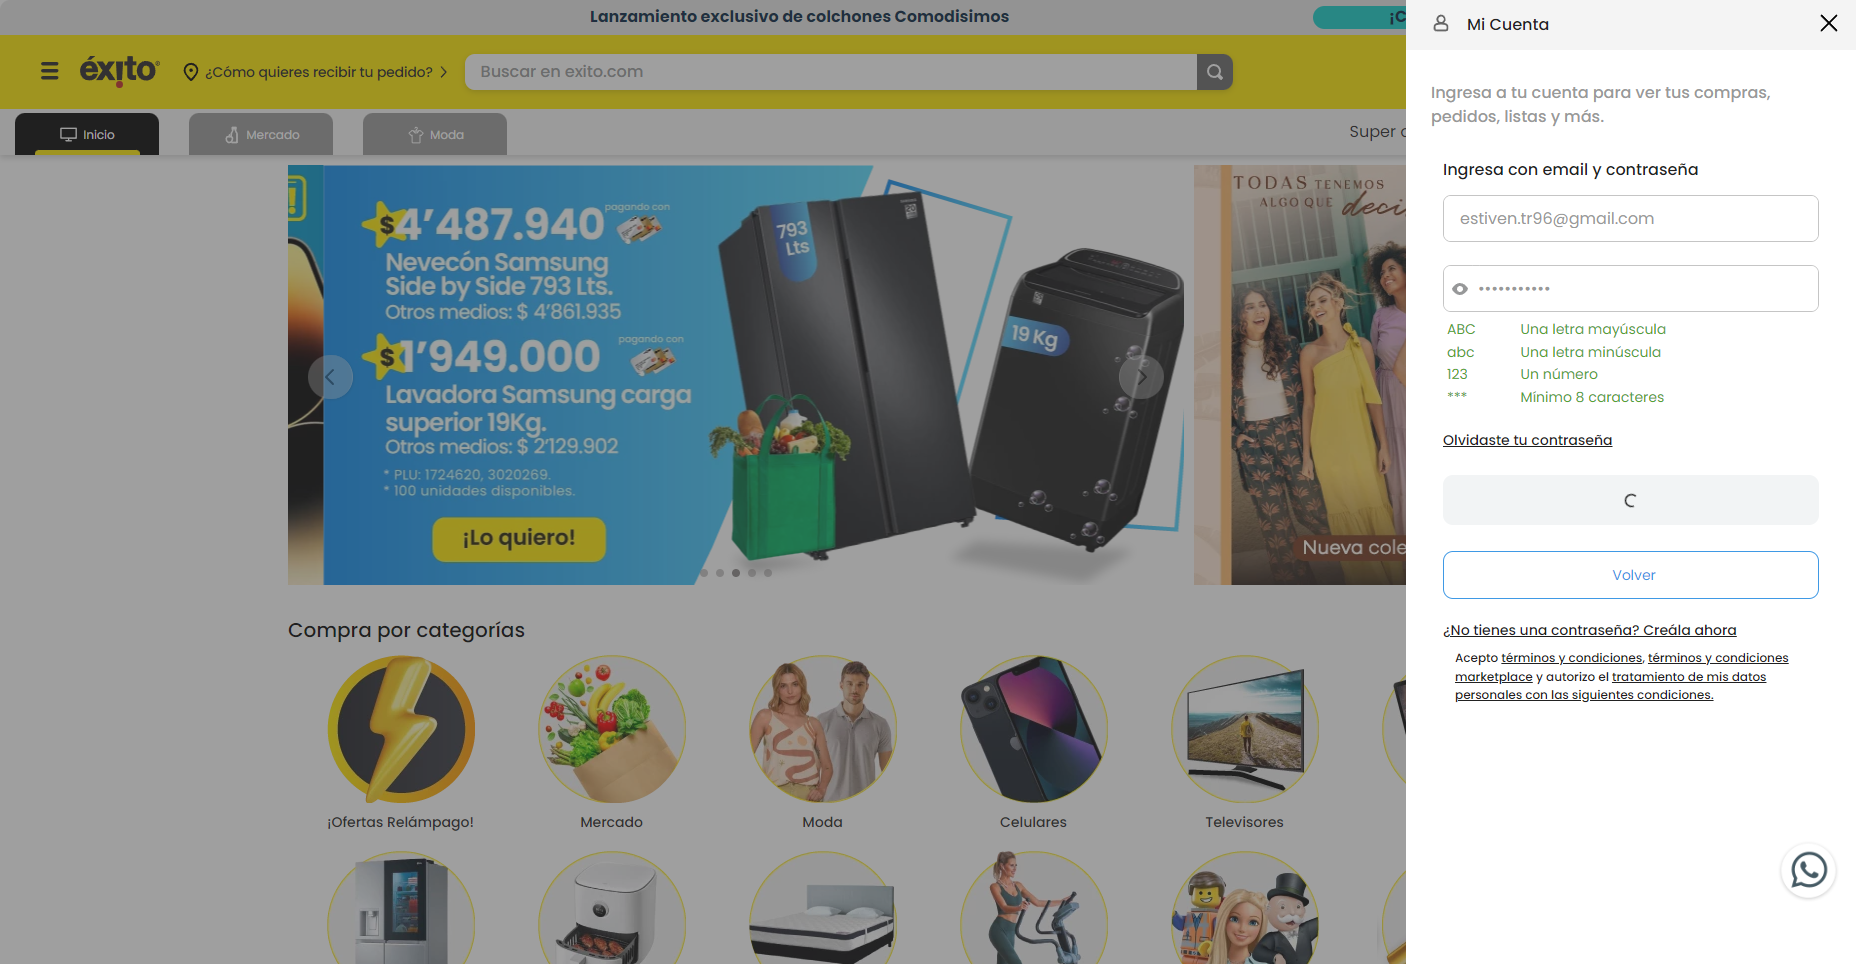 Lanzamiento exclusivo de colchones Comodisimos
éxito
¿Cómo quieres recibir tu pedido?
Buscar en exito.com
Inicio
Mercado
Moda
Super
$4'487.940 pagando con
Nevecón Samsung
Side by Side 793 Lts.
Otros medios: $ 4'861.935
$1'949.000 pagando con
Lavadora Samsung carga
superior 19Kg.
Otros medios: $ 2'129.902
* PLU: 1724620, 3020269.
* 100 unidades disponibles.
¡Lo quiero!
793
Lts
19 Kg
TODAS TENEMOS
ALGO QUE
Nueva
Compra por categorías
¡Ofertas Relámpago!
Mercado
Moda
Celulares
Televisores
Mi Cuenta
Ingresa a tu cuenta para ver tus compras,
pedidos, listas y más.
Ingresa con email y contraseña
estiven.tr96@gmail.com
•••••••••••
ABC Una letra mayúscula
abc Una letra minúscula
123 Un número
*** Mínimo 8 caracteres
Olvidaste tu contraseña
Volver
¿No tienes una contraseña? Creála ahora
Acepto términos y condiciones, términos y condiciones
marketplace y autorizo el tratamiento de mis datos
personales con las siguientes condiciones.